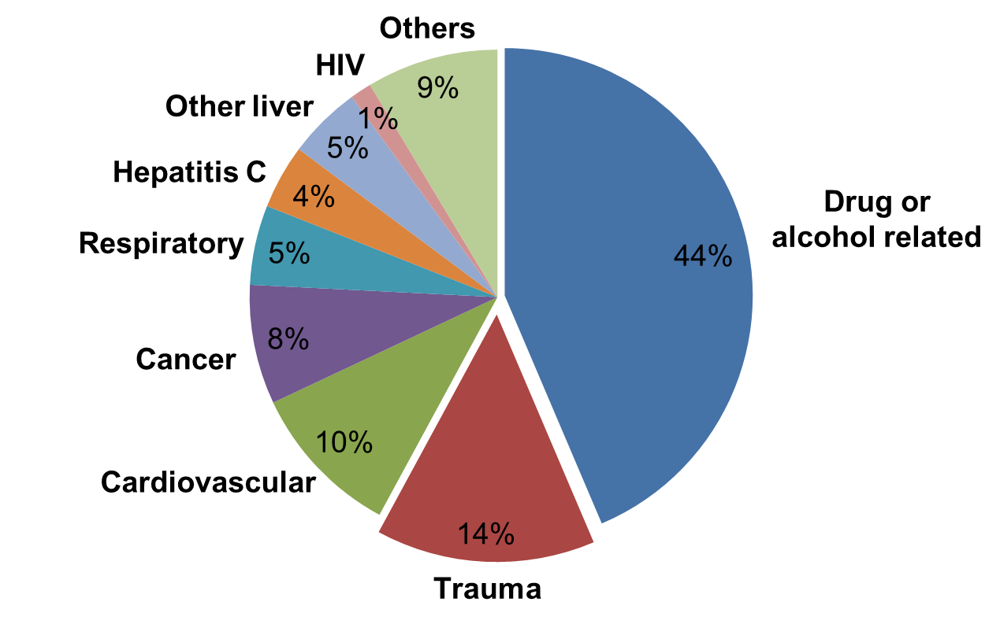 Others
9%
HIV
1%
Other liver
5%
Hepatitis C
4%
Respiratory
5%
Cancer
8%
Cardiovascular
10%
Trauma
14%
Drug or
alcohol related
44%